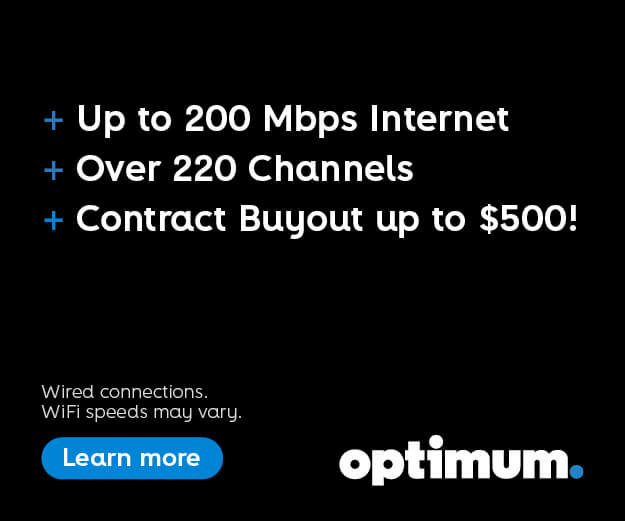 + Up to 200 Mbps Internet
+ Over 220 Channels
+ Contract Buyout up to $500!
Wired connections.
WiFi speeds may vary.
Learn more
optimum.